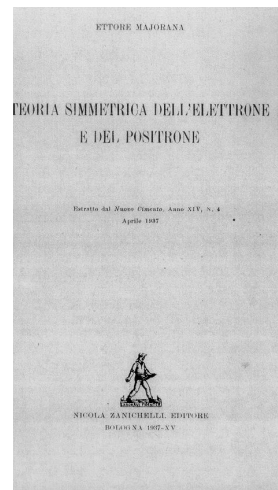 ETTORE MAJORANA
TEORIA SIMMETRICA DELL'ELETTRONE
E DEL POSITRONE
Estratto dal Nuovo Cimento, Anno XIV, N. 4
Aprile 1937
NICOLA ZANICHELLI, EDITORE
BOLOGNA 1937-XV